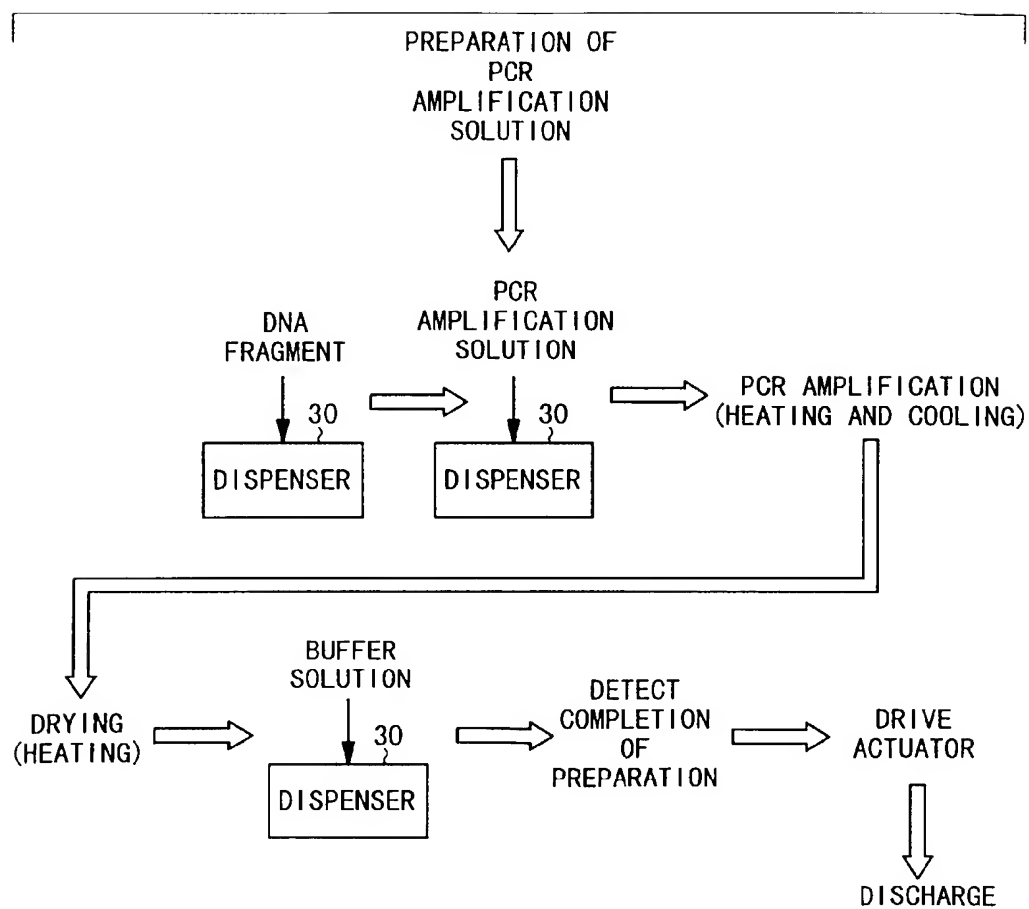 PREPARATION OF
PCR
AMPLIFICATION
SOLUTION
DNA
FRAGMENT
30
DISPENSER
PCR
AMPLIFICATION
SOLUTION
30
DISPENSER
PCR AMPLIFICATION
(HEATING AND COOLING)
DRYING
(HEATING)
BUFFER
SOLUTION
30
DISPENSER
DETECT
COMPLETION
OF
PREPARATION
DRIVE
ACTUATOR
DISCHARGE